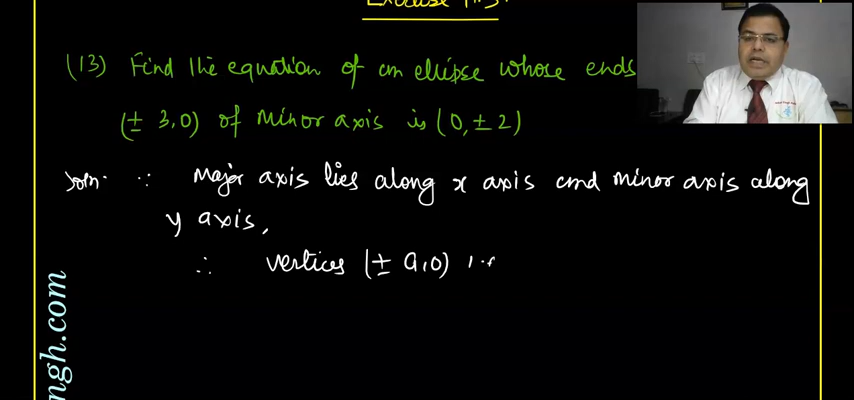 (13) Find the equation of an ellipse whose ends
(± 3,0) of minor axis is (0, ± 2)
Soln. ∵ Major axis lies along x axis and minor axis along
y axis,
∴ vertices (± a,0) i.e
ngh.com